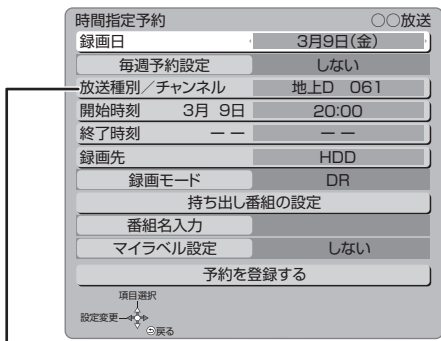 時間指定予約 〇〇放送
録画日 3月9日(金)
毎週予約設定 しない
放送種別／チャンネル 地上D 061
開始時刻 3月 9日 20:00
終了時刻 －－ －－
録画先 HDD
録画モード DR
持ち出し番組の設定
番組名入力
マイラベル設定 しない
予約を登録する
項目選択
設定変更
戻る